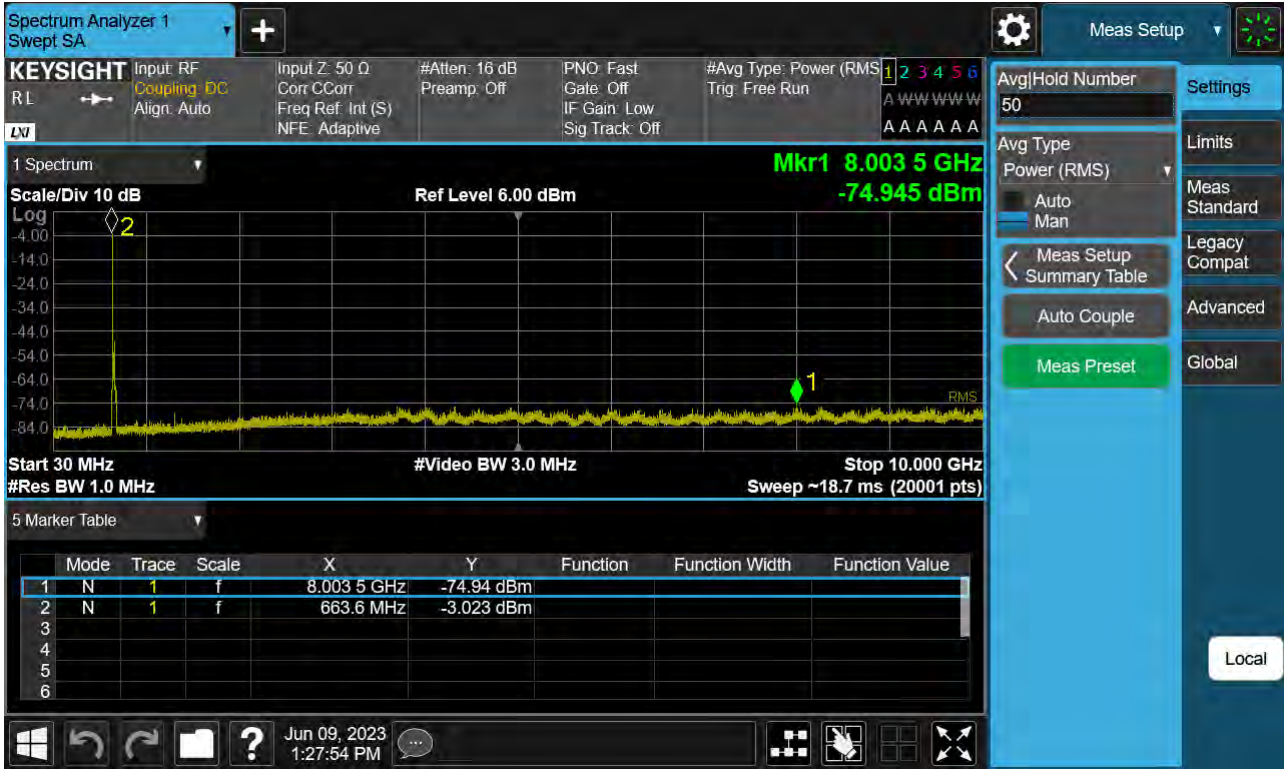 Spectrum Analyzer 1
Swept SA
+
Meas Setup
KEYSIGHT
R L
LXI
Input: RF
Coupling: DC
Align: Auto
Input Z: 50 Ω
Corr CCorr
Freq Ref: Int (S)
NFE: Adaptive
#Atten: 16 dB
Preamp: Off
PNO: Fast
Gate: Off
IF Gain: Low
Sig Track: Off
#Avg Type: Power (RMS
Trig: Free Run
1 2 3 4 5 6
A W W W W W
A A A A A A
1 Spectrum
Mkr1 8.003 5 GHz
-74.945 dBm
Scale/Div 10 dB
Ref Level 6.00 dBm
Log
-4.00
-14.0
-24.0
-34.0
-44.0
-54.0
-64.0
-74.0
-84.0
2
1
RMS
Start 30 MHz
#Video BW 3.0 MHz
Stop 10.000 GHz
#Res BW 1.0 MHz
Sweep ~18.7 ms (20001 pts)
5 Marker Table
Mode Trace Scale X Y Function Function Width Function Value
1 N 1 f 8.003 5 GHz -74.94 dBm
2 N 1 f 663.6 MHz -3.023 dBm
3
4
5
6
Avg|Hold Number
50
Avg Type
Power (RMS)
Auto
Man
Meas Setup
Summary Table
Auto Couple
Meas Preset
Settings
Limits
Meas
Standard
Legacy
Compat
Advanced
Global
Local
?
Jun 09, 2023
1:27:54 PM